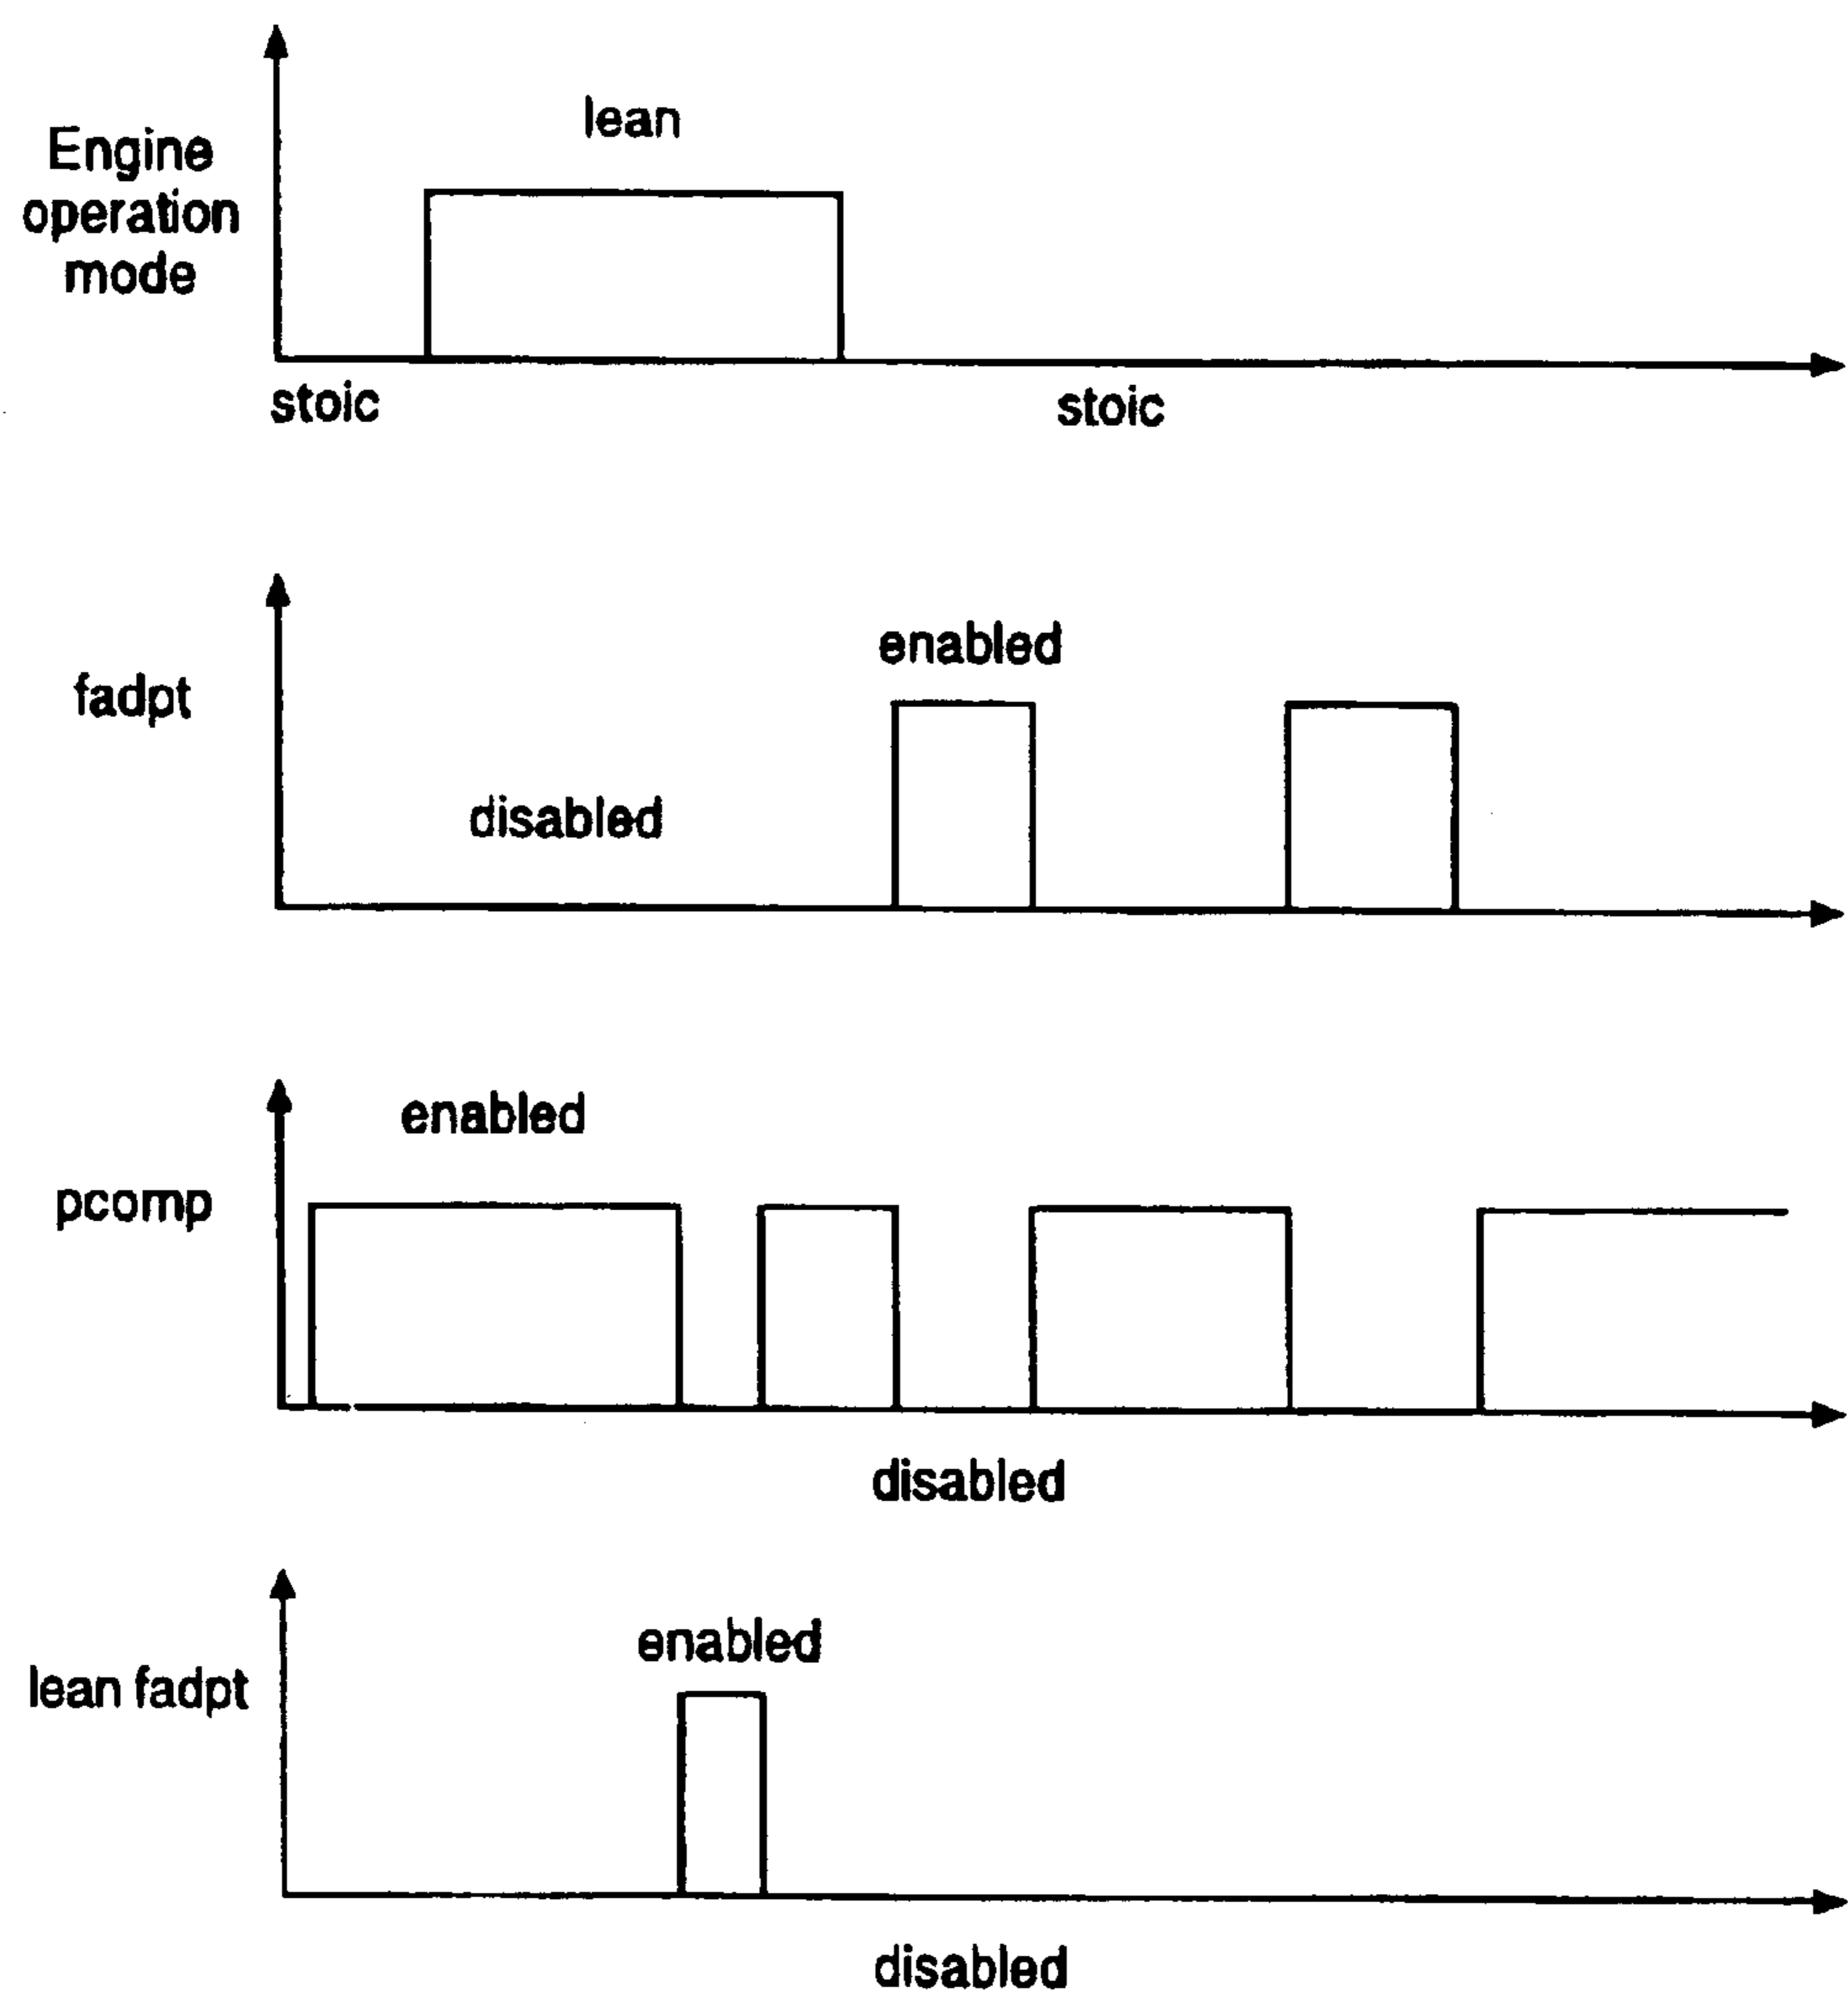 lean
Engine
operation
mode
stoic
stoic
enabled
fadpt
disabled
enabled
pcomp
disabled
enabled
lean fadpt
disabled